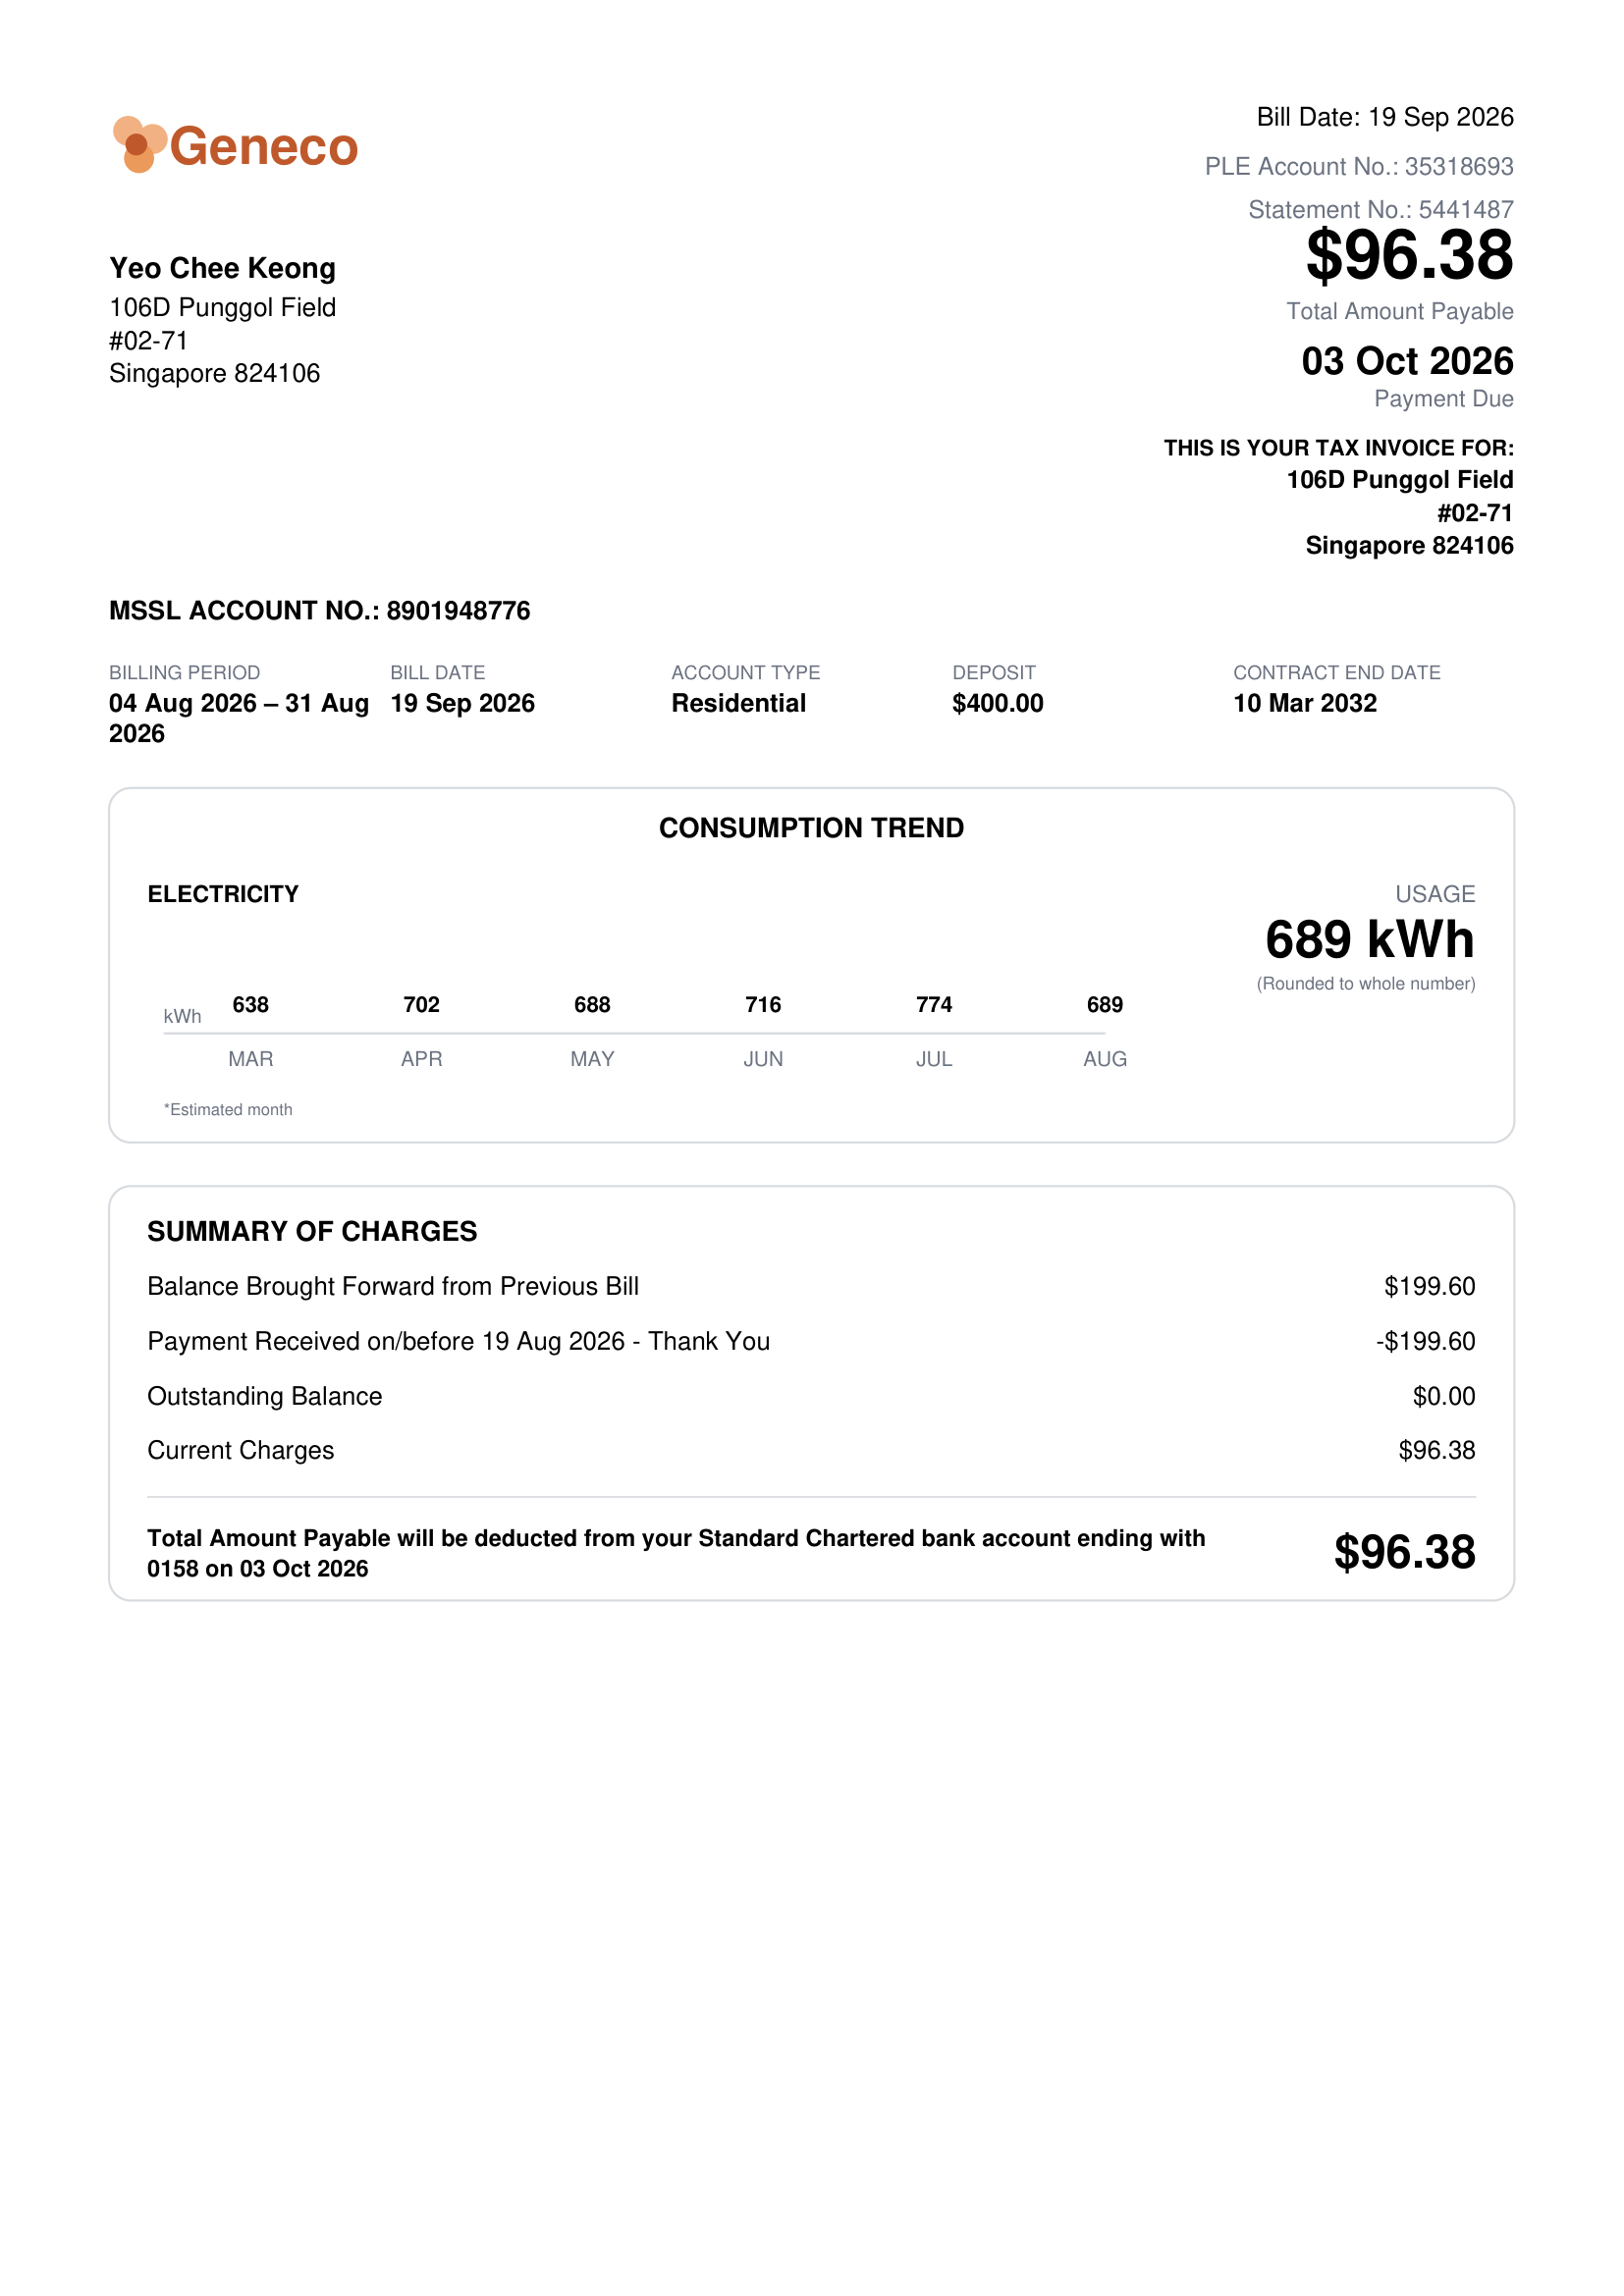 Geneco
Bill Date: 19 Sep 2026
PLE Account No.: 35318693
Statement No.: 5441487
$96.38
Total Amount Payable
03 Oct 2026
Payment Due
Yeo Chee Keong
106D Punggol Field
#02-71
Singapore 824106
THIS IS YOUR TAX INVOICE FOR:
106D Punggol Field
#02-71
Singapore 824106
MSSL ACCOUNT NO.: 8901948776
BILLING PERIOD BILL DATE ACCOUNT TYPE DEPOSIT CONTRACT END DATE
04 Aug 2026 – 31 Aug 19 Sep 2026 Residential $400.00 10 Mar 2032
2026
CONSUMPTION TREND
ELECTRICITY USAGE
689 kWh
(Rounded to whole number)
kWh 638 702 688 716 774 689
MAR APR MAY JUN JUL AUG
*Estimated month
SUMMARY OF CHARGES
Balance Brought Forward from Previous Bill $199.60
Payment Received on/before 19 Aug 2026 - Thank You -$199.60
Outstanding Balance $0.00
Current Charges $96.38
Total Amount Payable will be deducted from your Standard Chartered bank account ending with
0158 on 03 Oct 2026
$96.38